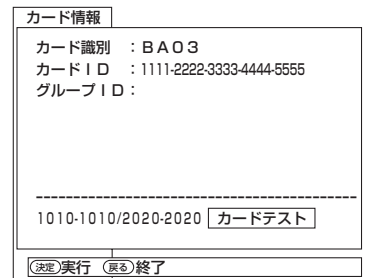 カード情報
カード識別 :BA03
カードID :1111-2222-3333-4444-5555
グループID:
1010-1010/2020-2020 カードテスト
決定 実行 戻る 終了